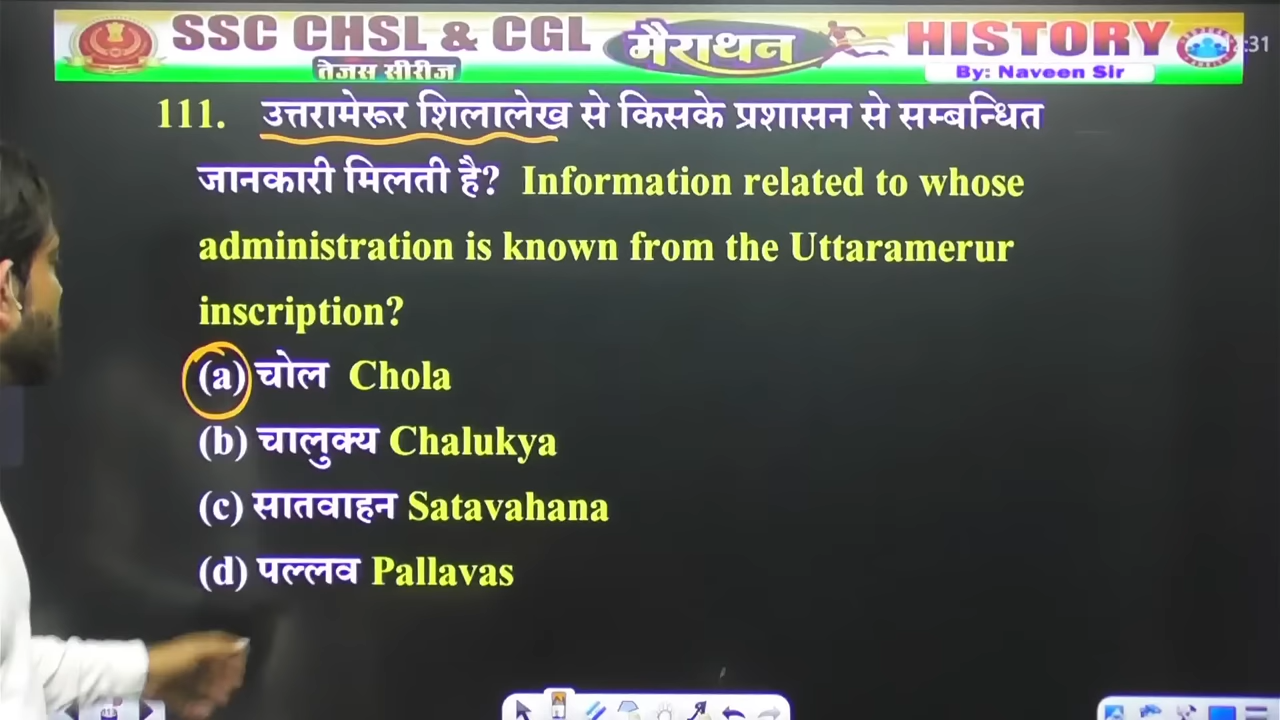 SSC CHSL & CGL मैराथन HISTORY
तेजस सीरीज By: Naveen Sir
:31
111. उत्तरामेरूर शिलालेख से किसके प्रशासन से सम्बन्धित
जानकारी मिलती है? Information related to whose
administration is known from the Uttaramerur
inscription?
(a) चोल Chola
(b) चालुक्य Chalukya
(c) सातवाहन Satavahana
(d) पल्लव Pallavas